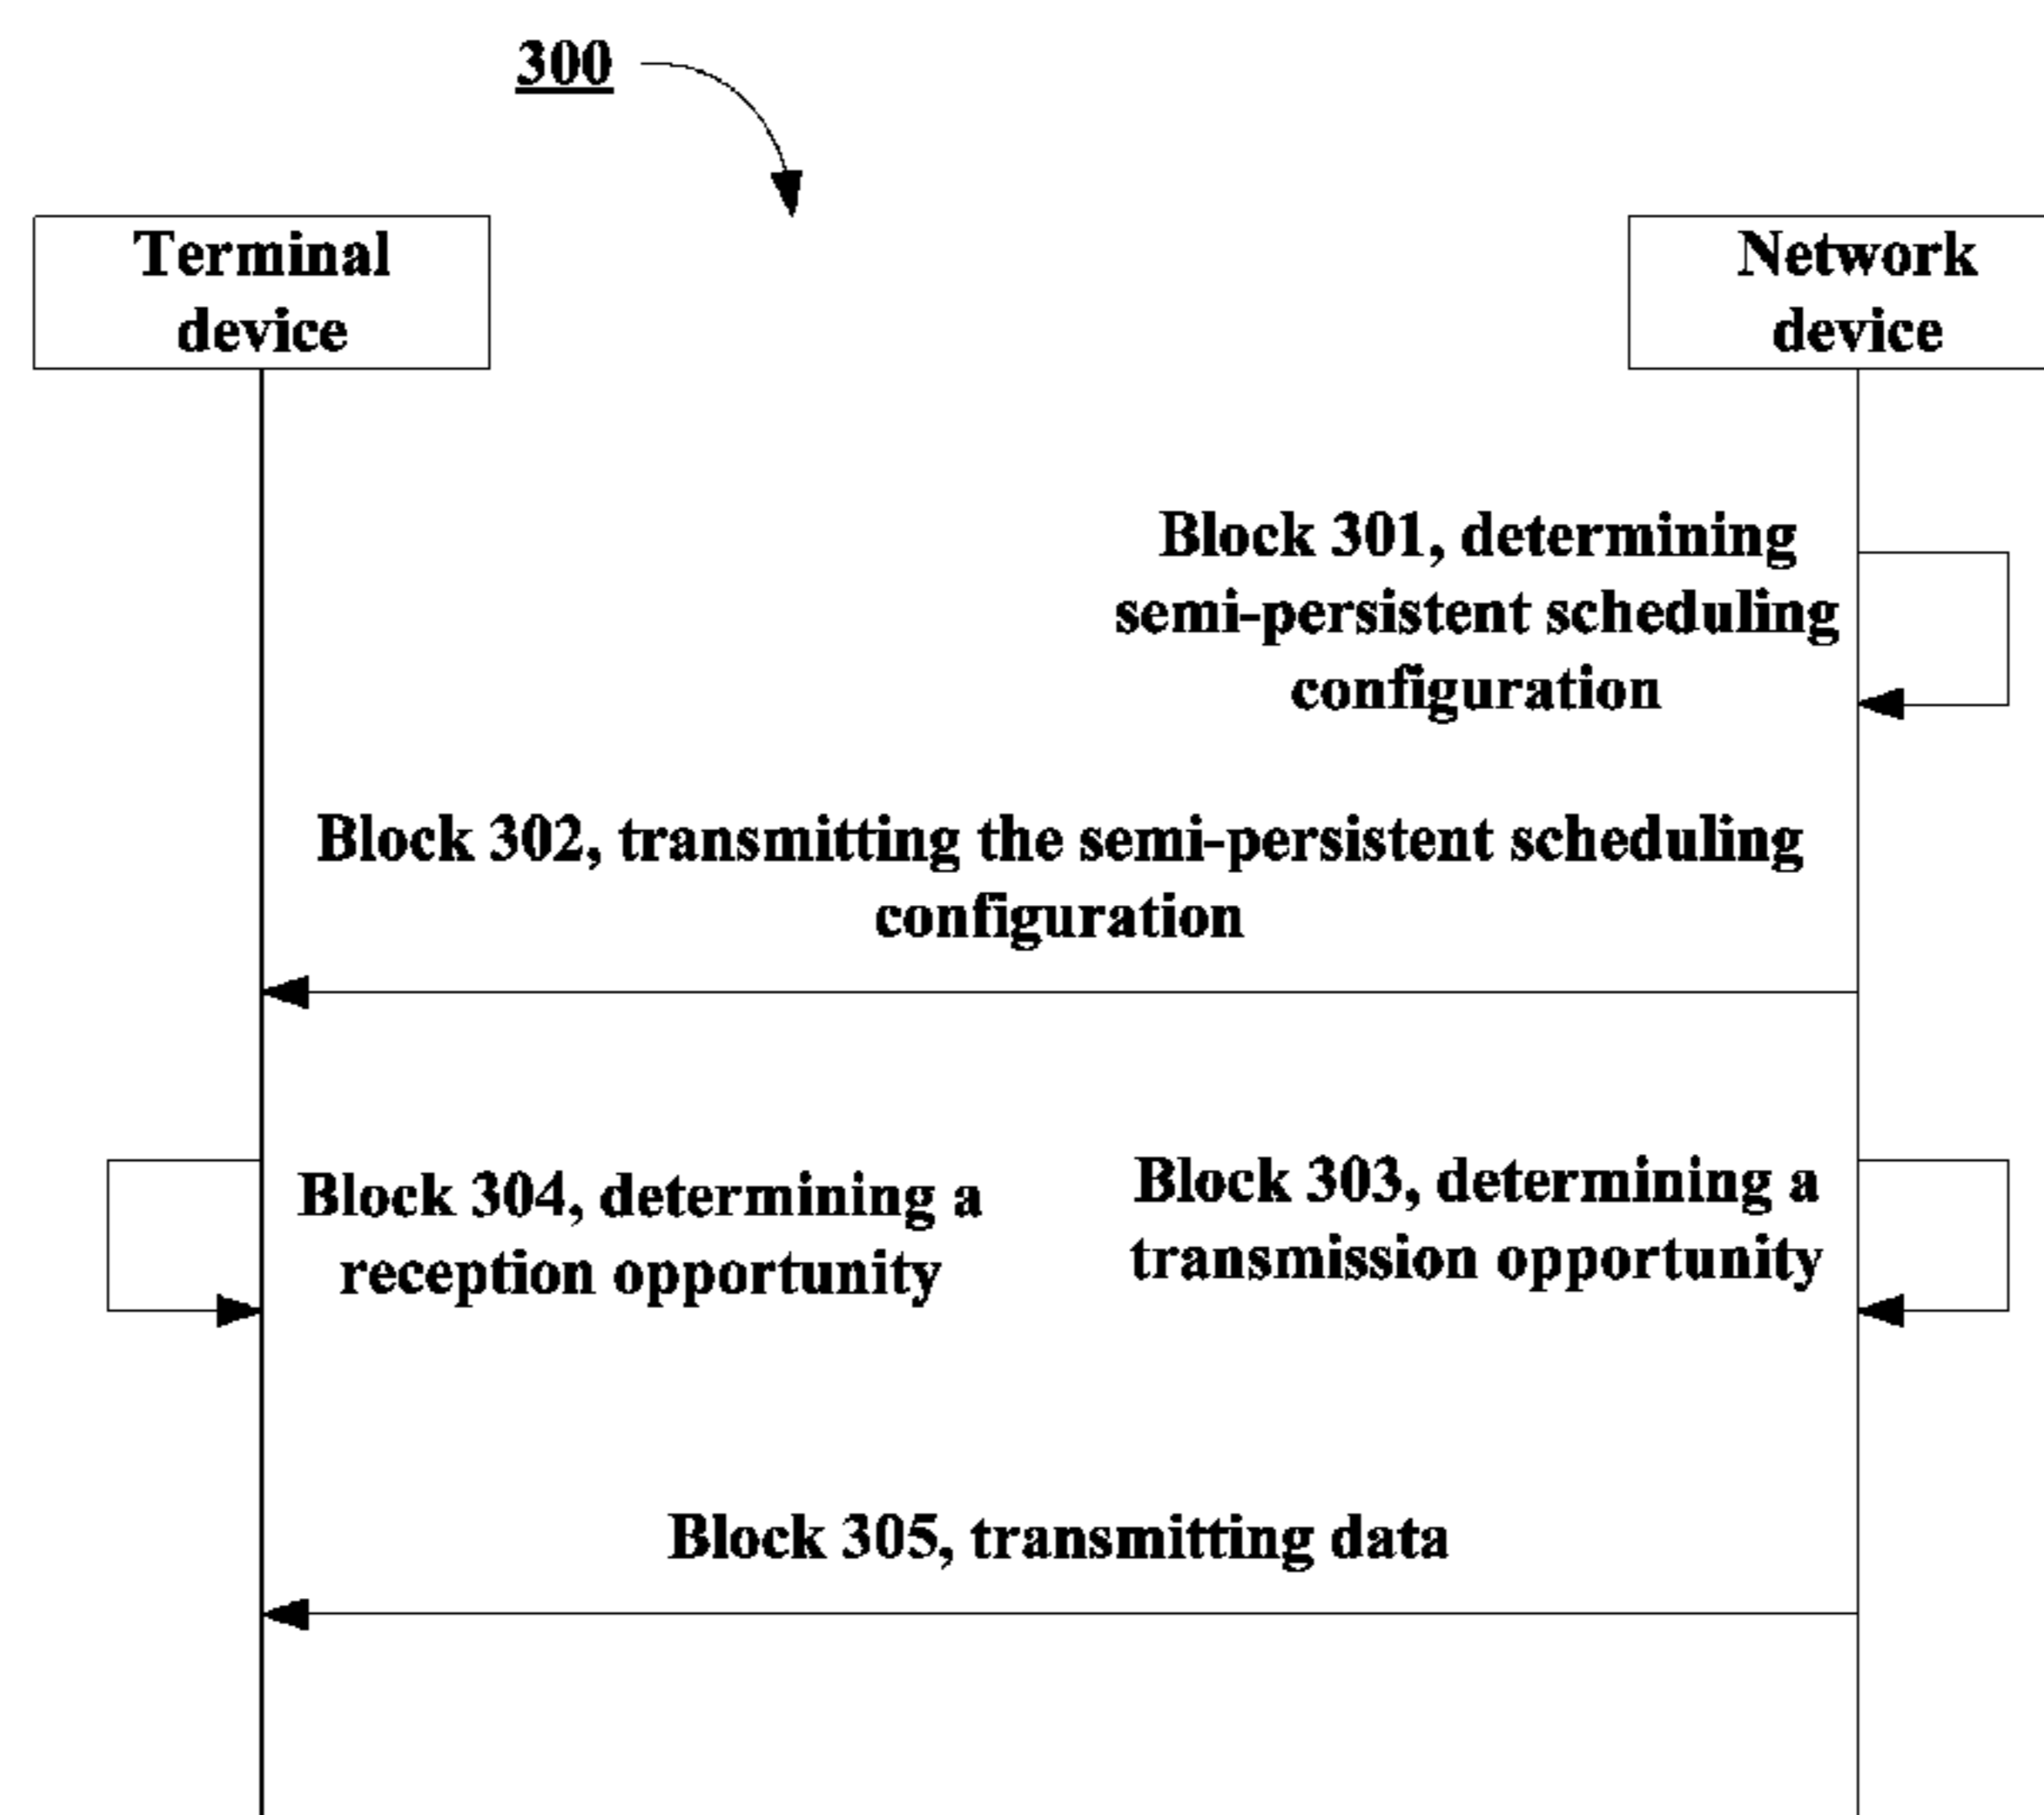 300
Terminal
device
Network
device
Block 301, determining
semi-persistent scheduling
configuration
Block 302, transmitting the semi-persistent scheduling
configuration
Block 304, determining a
reception opportunity
Block 303, determining a
transmission opportunity
Block 305, transmitting data